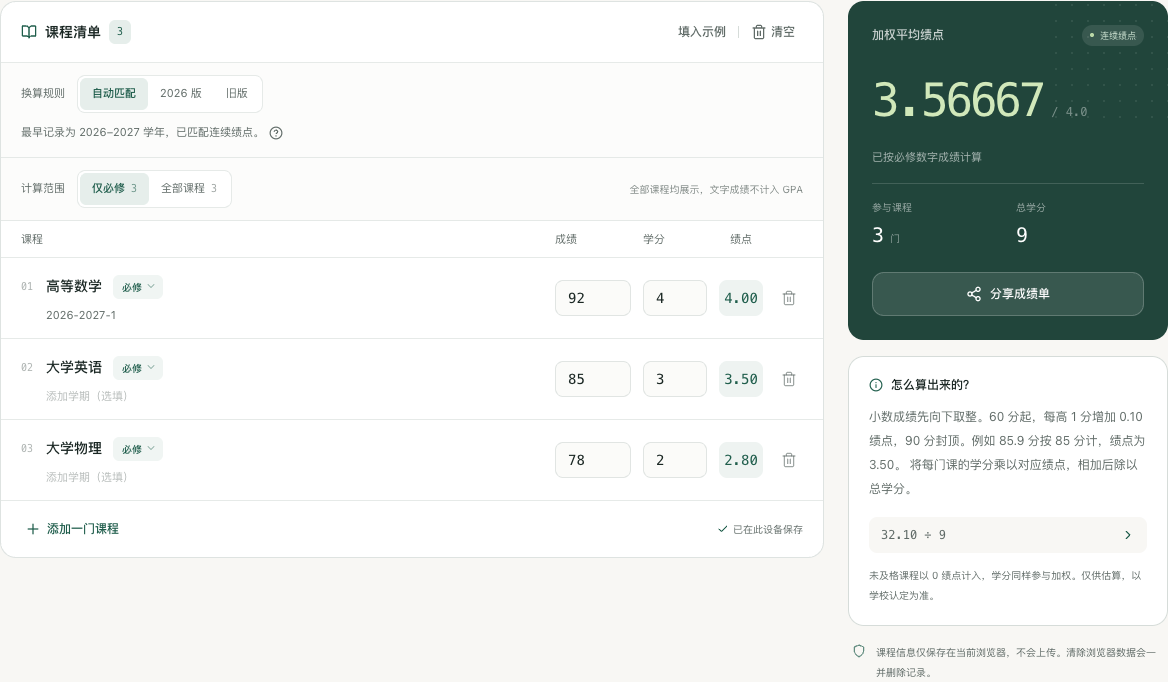 课程清单 3 填入示例 清空
换算规则 自动匹配 2026 版 旧版
最早记录为 2026–2027 学年，已匹配连续绩点。
计算范围 仅必修 3 全部课程 3 全部课程均展示，文字成绩不计入 GPA
课程 成绩 学分 绩点
01 高等数学 必修 92 4 4.00
2026-2027-1
02 大学英语 必修 85 3 3.50
添加学期（选填）
03 大学物理 必修 78 2 2.80
添加学期（选填）
添加一门课程 已在此设备保存
加权平均绩点 连续绩点
3.56667 / 4.0
已按必修数字成绩计算
参与课程 总学分
3 门 9
分享成绩单
怎么算出来的？
小数成绩先向下取整。60 分起，每高 1 分增加 0.10
绩点，90 分封顶。例如 85.9 分按 85 分计，绩点为
3.50。 将每门课的学分乘以对应绩点，相加后除以
总学分。
32.10 ÷ 9
未及格课程以 0 绩点计入，学分同样参与加权。仅供估算，以
学校认定为准。
课程信息仅保存在当前浏览器，不会上传。清除浏览器数据会一
并删除记录。